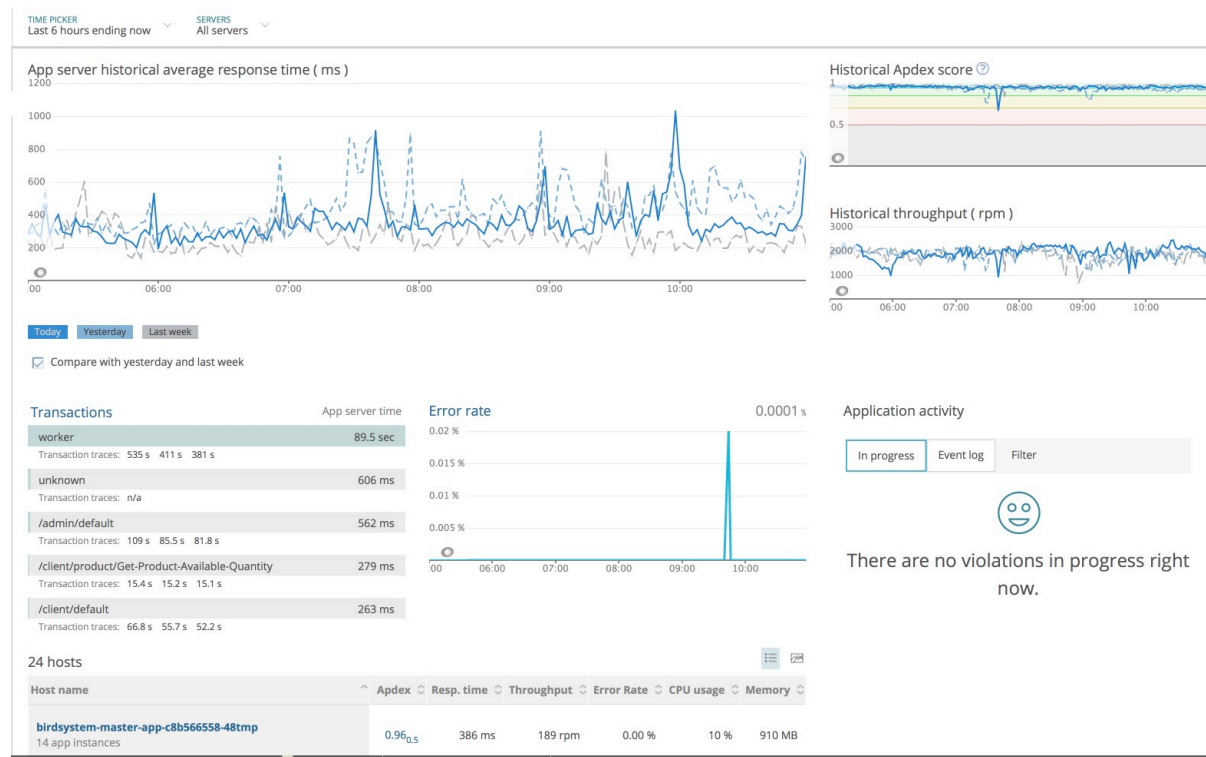 TIME PICKER
Last 6 hours ending now
SERVERS
All servers
App server historical average response time ( ms )
1200
1000
800
600
400
200
:00 06:00 07:00 08:00 09:00 10:00
Today Yesterday Last week
Compare with yesterday and last week
Historical Apdex score ?
1
0.5
Historical throughput ( rpm )
3000
2000
1000
:00 06:00 07:00 08:00 09:00 10:00
Transactions App server time
worker 89.5 sec
Transaction traces: 535 s 411 s 381 s
unknown 606 ms
Transaction traces: n/a
/admin/default 562 ms
Transaction traces: 109 s 85.5 s 81.8 s
/client/product/Get-Product-Available-Quantity 279 ms
Transaction traces: 15.4 s 15.2 s 15.1 s
/client/default 263 ms
Transaction traces: 66.8 s 55.7 s 52.2 s
Error rate 0.0001 %
0.02 %
0.015 %
0.01 %
0.005 %
:00 06:00 07:00 08:00 09:00 10:00
Application activity
In progress Event log Filter
There are no violations in progress right
now.
24 hosts
Host name Apdex Resp. time Throughput Error Rate CPU usage Memory
birdsystem-master-app-c8b566558-48tmp
14 app instances
0.96 0.5 386 ms 189 rpm 0.00 % 10 % 910 MB